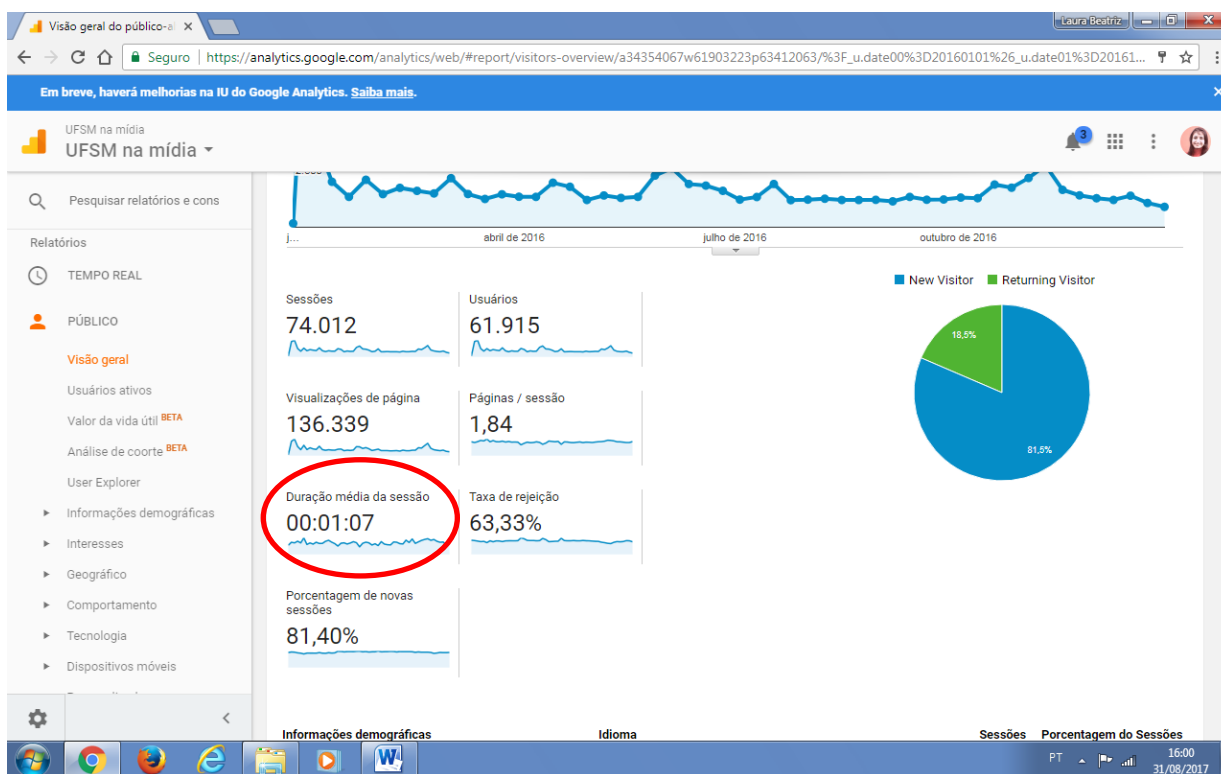 Visão geral do público-al
Laura Beatriz
Seguro | https://analytics.google.com/analytics/web/#report/visitors-overview/a34354067w61903223p63412063/%3F_u.date00%3D20160101%26_u.date01%3D20161...
Em breve, haverá melhorias na IU do Google Analytics. Saiba mais.
UFSM na mídia
UFSM na mídia
3
Pesquisar relatórios e cons
Relatórios
TEMPO REAL
PÚBLICO
Visão geral
Usuários ativos
Valor da vida útil BETA
Análise de coorte BETA
User Explorer
Informações demográficas
Interesses
Geográfico
Comportamento
Tecnologia
Dispositivos móveis
j... abril de 2016 julho de 2016 outubro de 2016
New Visitor Returning Visitor
18,5%
81,5%
Sessões
74.012
Usuários
61.915
Visualizações de página
136.339
Páginas / sessão
1,84
Duração média da sessão
00:01:07
Taxa de rejeição
63,33%
Porcentagem de novas
sessões
81,40%
Informações demográficas Idioma Sessões Porcentagem do Sessões
PT
16:00
31/08/2017